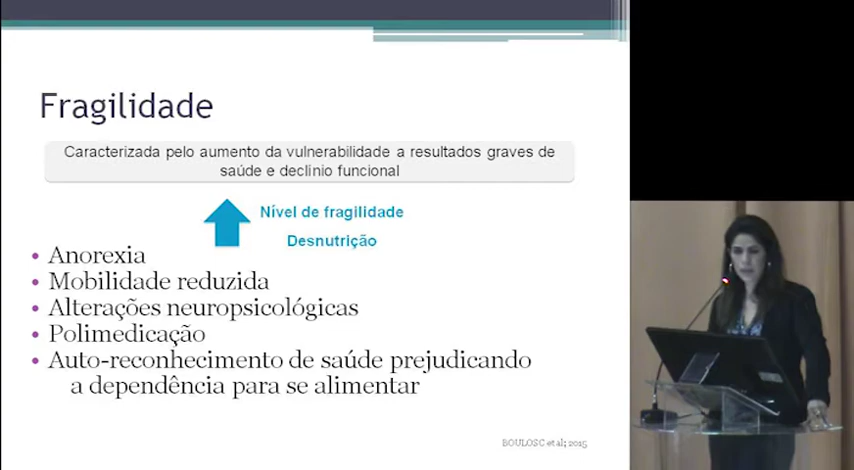 Fragilidade
Caracterizada pelo aumento da vulnerabilidade a resultados graves de
saúde e declínio funcional
Nível de fragilidade
Desnutrição
• Anorexia
• Mobilidade reduzida
• Alterações neuropsicológicas
• Polimedicação
• Auto-reconhecimento de saúde prejudicando
a dependência para se alimentar
BOULOSC et al; 2015